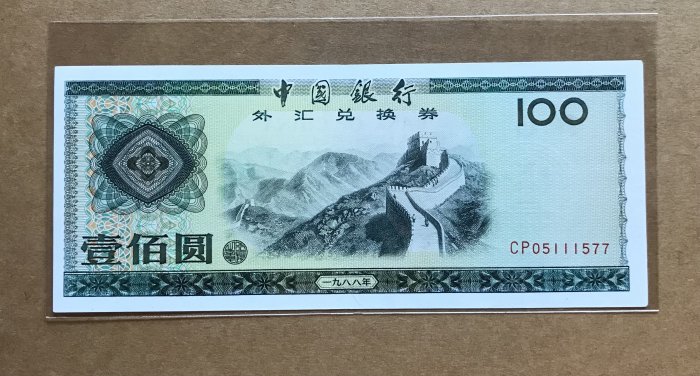 中国银行
外汇兑换券
100
壹佰圆
CP05111577
一九八八年